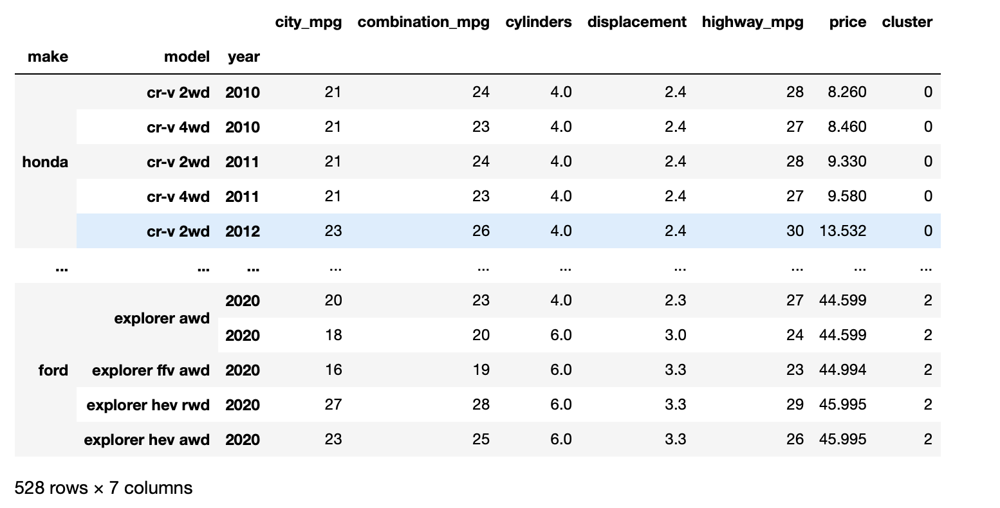 city_mpg combination_mpg cylinders displacement highway_mpg price cluster
make model year
cr-v 2wd 2010 21 24 4.0 2.4 28 8.260 0
cr-v 4wd 2010 21 23 4.0 2.4 27 8.460 0
honda cr-v 2wd 2011 21 24 4.0 2.4 28 9.330 0
cr-v 4wd 2011 21 23 4.0 2.4 27 9.580 0
cr-v 2wd 2012 23 26 4.0 2.4 30 13.532 0
... ... ... ... ... ... ... ... ... ...
2020 20 23 4.0 2.3 27 44.599 2
explorer awd
2020 18 20 6.0 3.0 24 44.599 2
ford explorer ffv awd 2020 16 19 6.0 3.3 23 44.994 2
explorer hev rwd 2020 27 28 6.0 3.3 29 45.995 2
explorer hev awd 2020 23 25 6.0 3.3 26 45.995 2
528 rows × 7 columns